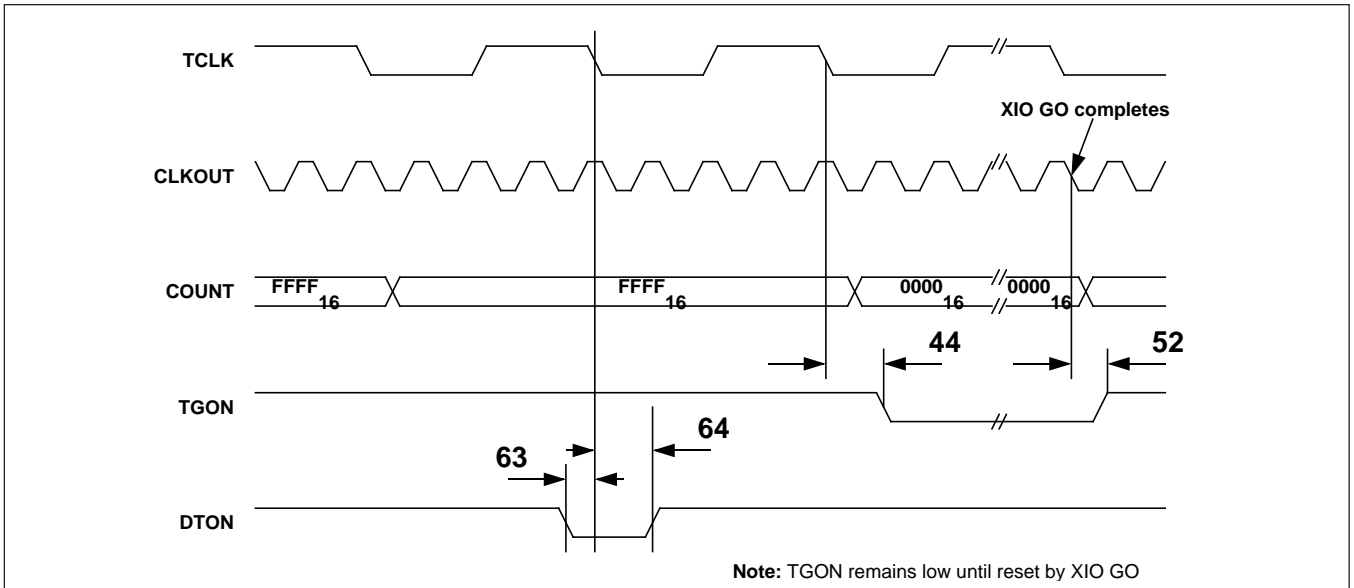 TCLK
XIO GO completes
CLKOUT
COUNT
FFFF16
FFFF16
000016
000016
44
52
TGON
64
63
DTON
Note: TGON remains low until reset by XIO GO